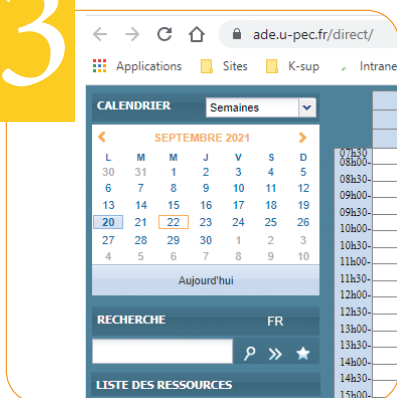 3
ade.u-pec.fr/direct/
Applications Sites K-sup Intrane
CALENDRIER Semaines
SEPTEMBRE 2021
L M M J V S D
30 31 1 2 3 4 5
6 7 8 9 10 11 12
13 14 15 16 17 18 19
20 21 22 23 24 25 26
27 28 29 30 1 2 3
4 5 6 7 8 9 10
Aujourd'hui
RECHERCHE FR
LISTE DES RESSOURCES
07h30
08h00
08h30
09h00
09h30
10h00
10h30
11h00
11h30
12h00
12h30
13h00
13h30
14h00
14h30
15h00